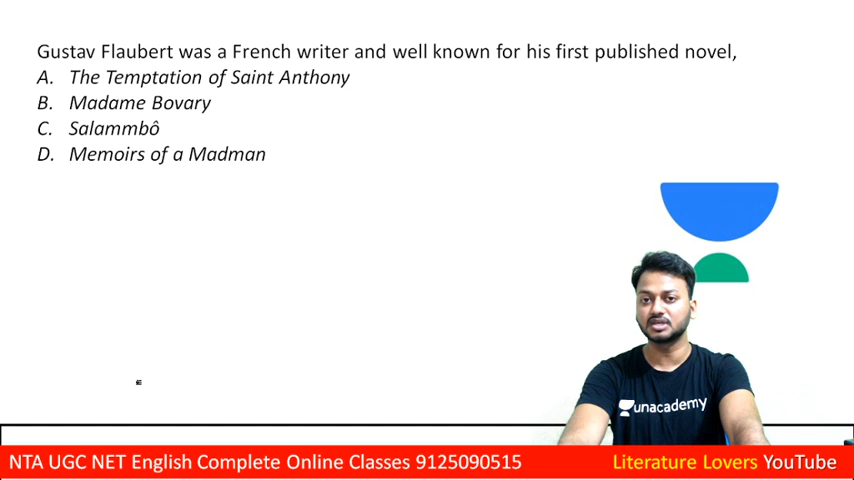 Gustav Flaubert was a French writer and well known for his first published novel,
A. The Temptation of Saint Anthony
B. Madame Bovary
C. Salammbô
D. Memoirs of a Madman
unacademy
NTA UGC NET English Complete Online Classes 9125090515 Literature Lovers YouTube